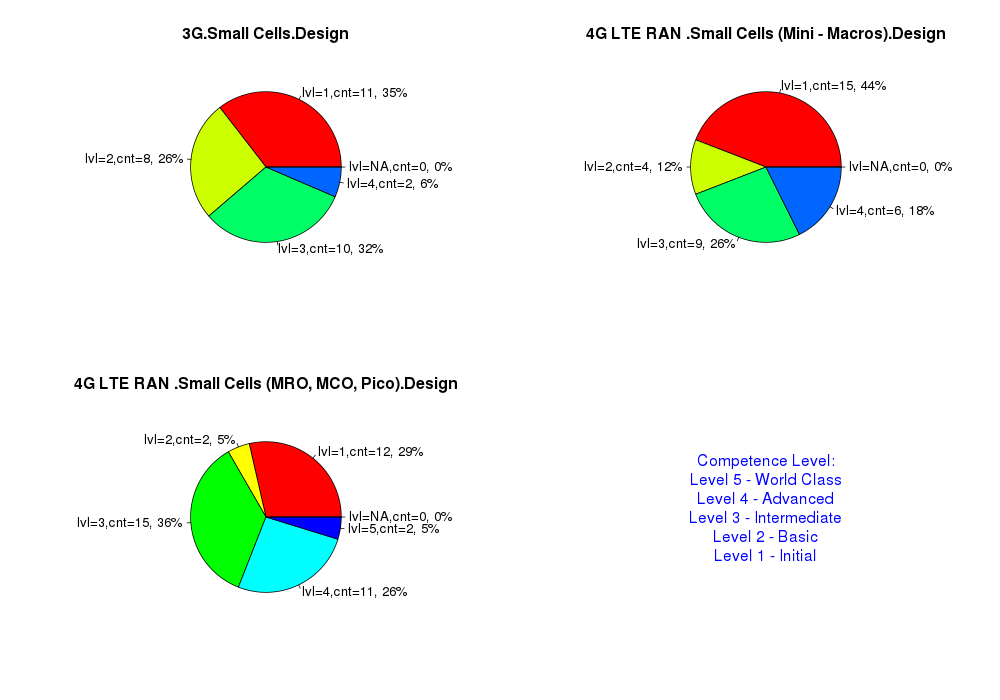 3G.Small Cells.Design
lvl=1,cnt=11, 35%
lvl=2,cnt=8, 26%
lvl=NA,cnt=0, 0%
lvl=4,cnt=2, 6%
lvl=3,cnt=10, 32%
4G LTE RAN .Small Cells (Mini - Macros).Design
lvl=1,cnt=15, 44%
lvl=2,cnt=4, 12%
lvl=NA,cnt=0, 0%
lvl=4,cnt=6, 18%
lvl=3,cnt=9, 26%
4G LTE RAN .Small Cells (MRO, MCO, Pico).Design
lvl=2,cnt=2, 5%
lvl=1,cnt=12, 29%
lvl=NA,cnt=0, 0%
lvl=3,cnt=15, 36%
lvl=5,cnt=2, 5%
lvl=4,cnt=11, 26%
Competence Level:
Level 5 - World Class
Level 4 - Advanced
Level 3 - Intermediate
Level 2 - Basic
Level 1 - Initial